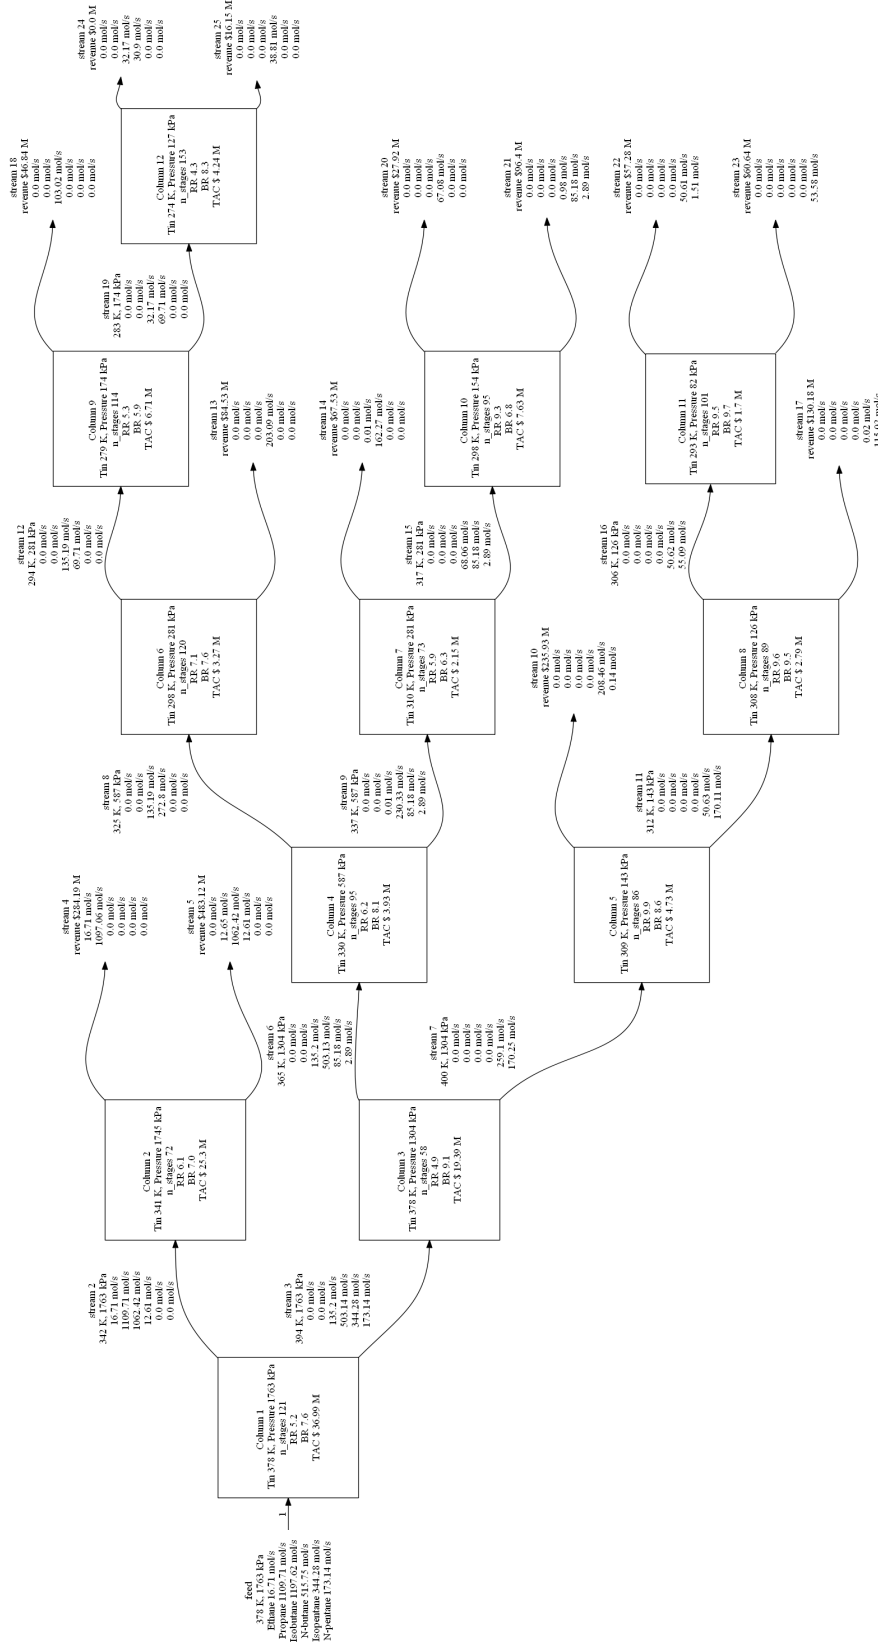 feed
378 K, 1763 kPa
Ethane 16.71 mol/s
Propane 1109.71 mol/s
Isobutane 1197.62 mol/s
N-butane 515.75 mol/s
Isopentane 344.28 mol/s
N-pentane 173.14 mol/s
1
Column 1
Tin 378 K, Pressure 1763 kPa
n_stages 121
RR 5.2
BR 7.6
TAC $ 36.99 M
stream 2
342 K, 1763 kPa
16.71 mol/s
1109.71 mol/s
1062.42 mol/s
12.61 mol/s
0.0 mol/s
0.0 mol/s
stream 3
394 K, 1763 kPa
0.0 mol/s
0.0 mol/s
135.2 mol/s
503.14 mol/s
344.28 mol/s
173.14 mol/s
Column 2
Tin 341 K, Pressure 1745 kPa
n_stages 72
RR 6.1
BR 7.0
TAC $ 25.3 M
Column 3
Tin 378 K, Pressure 1304 kPa
n_stages 58
RR 4.9
BR 9.1
TAC $ 19.39 M
stream 4
revenue $284.19 M
16.71 mol/s
1097.06 mol/s
0.0 mol/s
0.0 mol/s
0.0 mol/s
0.0 mol/s
stream 5
revenue $483.12 M
0.0 mol/s
12.65 mol/s
1062.42 mol/s
12.61 mol/s
0.0 mol/s
0.0 mol/s
stream 6
365 K, 1304 kPa
0.0 mol/s
0.0 mol/s
135.2 mol/s
503.13 mol/s
85.18 mol/s
2.89 mol/s
stream 7
400 K, 1304 kPa
0.0 mol/s
0.0 mol/s
0.0 mol/s
0.0 mol/s
259.1 mol/s
170.25 mol/s
Column 4
Tin 330 K, Pressure 587 kPa
n_stages 95
RR 6.2
BR 8.1
TAC $ 3.93 M
Column 5
Tin 309 K, Pressure 143 kPa
n_stages 86
RR 9.9
BR 8.6
TAC $ 4.73 M
stream 8
325 K, 587 kPa
0.0 mol/s
0.0 mol/s
135.19 mol/s
272.8 mol/s
0.0 mol/s
0.0 mol/s
stream 9
337 K, 587 kPa
0.0 mol/s
0.0 mol/s
0.01 mol/s
230.33 mol/s
85.18 mol/s
2.89 mol/s
stream 10
revenue $235.93 M
0.0 mol/s
0.0 mol/s
0.0 mol/s
0.0 mol/s
208.46 mol/s
0.14 mol/s
stream 11
312 K, 143 kPa
0.0 mol/s
0.0 mol/s
0.0 mol/s
0.0 mol/s
50.63 mol/s
170.11 mol/s
Column 6
Tin 298 K, Pressure 281 kPa
n_stages 120
RR 7.1
BR 7.6
TAC $ 3.27 M
Column 7
Tin 310 K, Pressure 281 kPa
n_stages 73
RR 5.9
BR 6.3
TAC $ 2.15 M
Column 8
Tin 308 K, Pressure 126 kPa
n_stages 89
RR 9.6
BR 9.5
TAC $ 2.79 M
stream 12
294 K, 281 kPa
0.0 mol/s
0.0 mol/s
135.19 mol/s
69.71 mol/s
0.0 mol/s
0.0 mol/s
stream 13
revenue $84.53 M
0.0 mol/s
0.0 mol/s
0.0 mol/s
203.09 mol/s
0.0 mol/s
0.0 mol/s
stream 14
revenue $67.53 M
0.0 mol/s
0.0 mol/s
0.01 mol/s
162.27 mol/s
0.0 mol/s
0.0 mol/s
stream 15
317 K, 281 kPa
0.0 mol/s
0.0 mol/s
0.0 mol/s
68.06 mol/s
85.18 mol/s
2.89 mol/s
stream 16
306 K, 126 kPa
0.0 mol/s
0.0 mol/s
0.0 mol/s
0.0 mol/s
50.62 mol/s
55.09 mol/s
stream 17
revenue $130.18 M
0.0 mol/s
0.0 mol/s
0.0 mol/s
0.0 mol/s
0.02 mol/s
Column 9
Tin 279 K, Pressure 174 kPa
n_stages 114
RR 5.3
BR 5.9
TAC $ 6.71 M
Column 10
Tin 298 K, Pressure 154 kPa
n_stages 95
RR 9.3
BR 6.8
TAC $ 7.63 M
Column 11
Tin 293 K, Pressure 82 kPa
n_stages 101
RR 9.5
BR 9.7
TAC $ 1.7 M
stream 18
revenue $46.84 M
0.0 mol/s
0.0 mol/s
103.02 mol/s
0.0 mol/s
0.0 mol/s
0.0 mol/s
stream 19
283 K, 174 kPa
0.0 mol/s
0.0 mol/s
32.17 mol/s
69.71 mol/s
0.0 mol/s
0.0 mol/s
stream 20
revenue $27.92 M
0.0 mol/s
0.0 mol/s
0.0 mol/s
67.08 mol/s
0.0 mol/s
0.0 mol/s
stream 21
revenue $96.4 M
0.0 mol/s
0.0 mol/s
0.0 mol/s
0.98 mol/s
85.18 mol/s
2.89 mol/s
stream 22
revenue $57.28 M
0.0 mol/s
0.0 mol/s
0.0 mol/s
0.0 mol/s
50.61 mol/s
1.51 mol/s
stream 23
revenue $60.64 M
0.0 mol/s
0.0 mol/s
0.0 mol/s
0.0 mol/s
0.0 mol/s
53.58 mol/s
Column 12
Tin 274 K, Pressure 127 kPa
n_stages 153
RR 4.3
BR 8.3
TAC $ 4.24 M
stream 24
revenue $0.0 M
0.0 mol/s
0.0 mol/s
32.17 mol/s
30.9 mol/s
0.0 mol/s
0.0 mol/s
stream 25
revenue $16.15 M
0.0 mol/s
0.0 mol/s
0.0 mol/s
38.81 mol/s
0.0 mol/s
0.0 mol/s